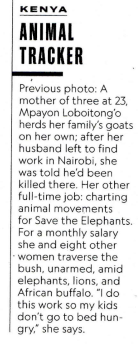 KENYA
ANIMAL
TRACKER
Previous photo: A
mother of three at 23,
Mpayon Loboitong'o
herds her family's goats
on her own; after her
husband left to find
work in Nairobi, she
was told he'd been
killed there. Her other
full-time job: charting
animal movements
for Save the Elephants.
For a monthly salary
she and eight other
women traverse the
bush, unarmed, amid
elephants, lions, and
African buffalo. "I do
this work so my kids
don't go to bed hun-
gry," she says.